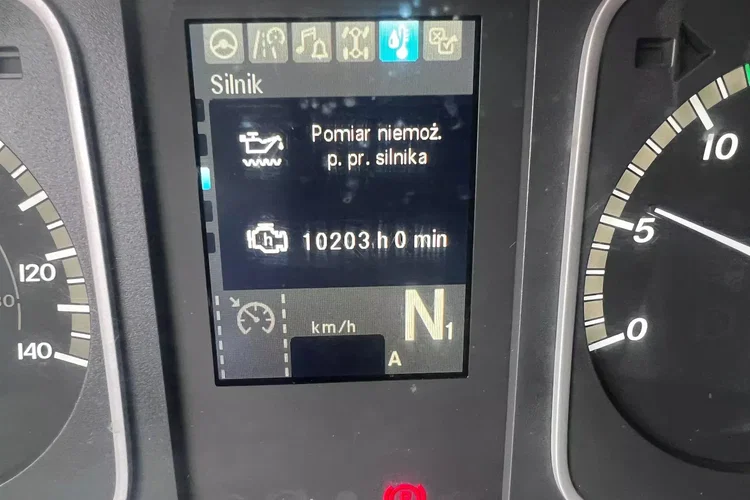 Silnik
Pomiar niemoż.
p. pr. silnika
h
10203 h 0 min
km/h
N1
A
120
140
10
5
0